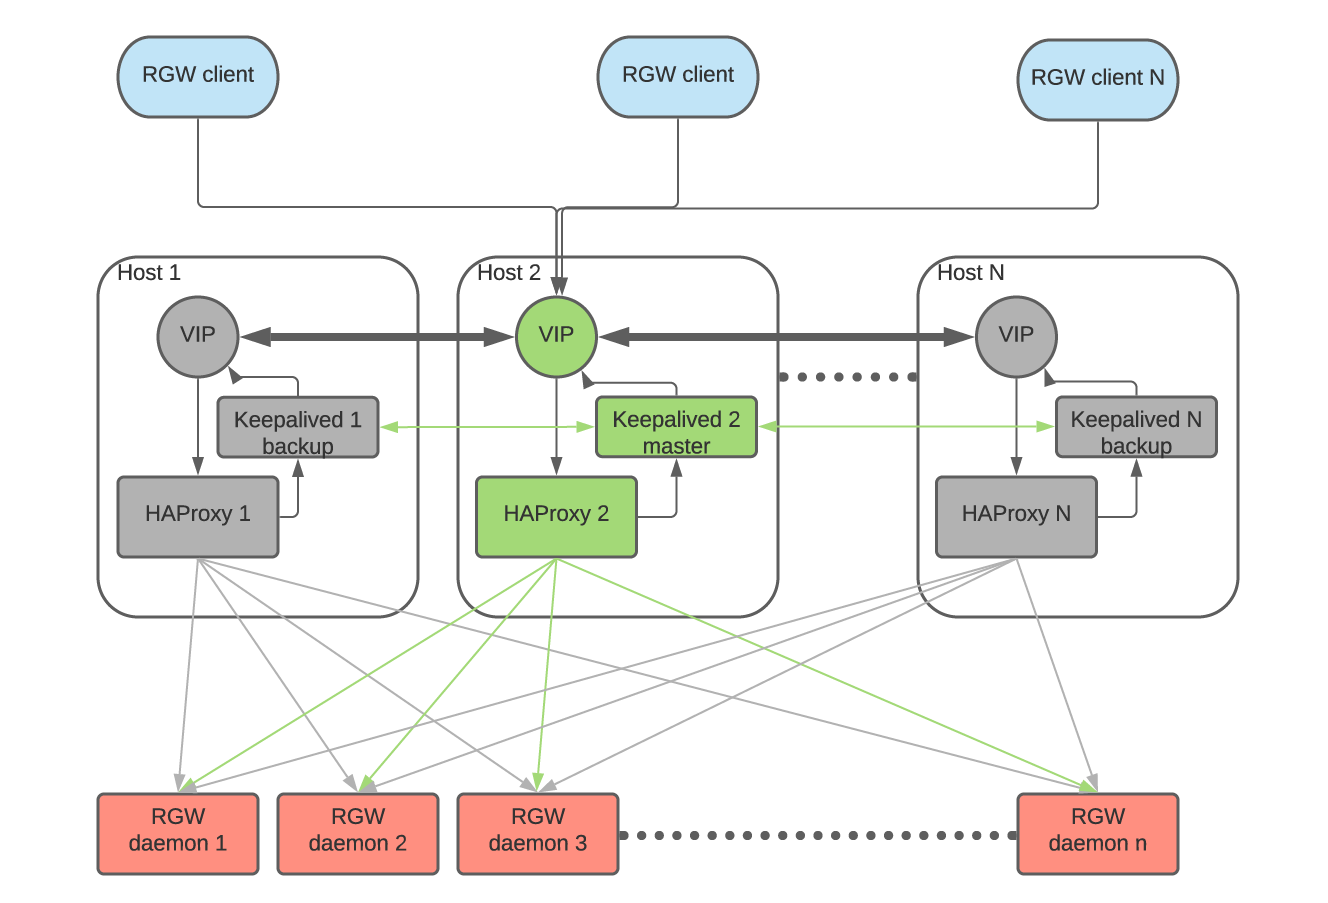 RGW client
RGW client
RGW client N
Host 1
Host 2
Host N
VIP
VIP
VIP
Keepalived 1
backup
Keepalived 2
master
Keepalived N
backup
HAProxy 1
HAProxy 2
HAProxy N
RGW
daemon 1
RGW
daemon 2
RGW
daemon 3
RGW
daemon n